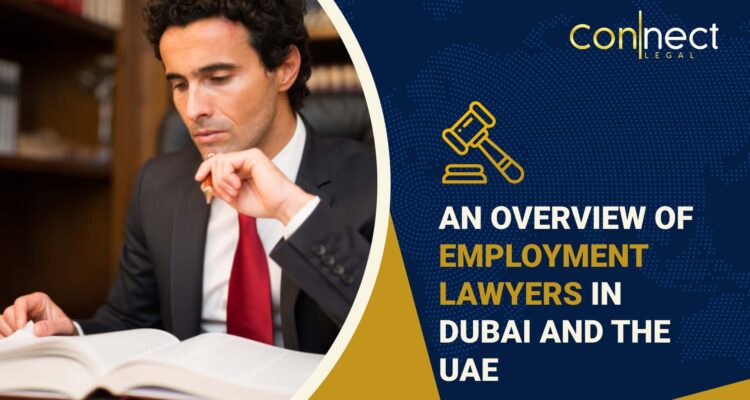 Connect
LEGAL
AN OVERVIEW OF
EMPLOYMENT
LAWYERS IN
DUBAI AND THE
UAE